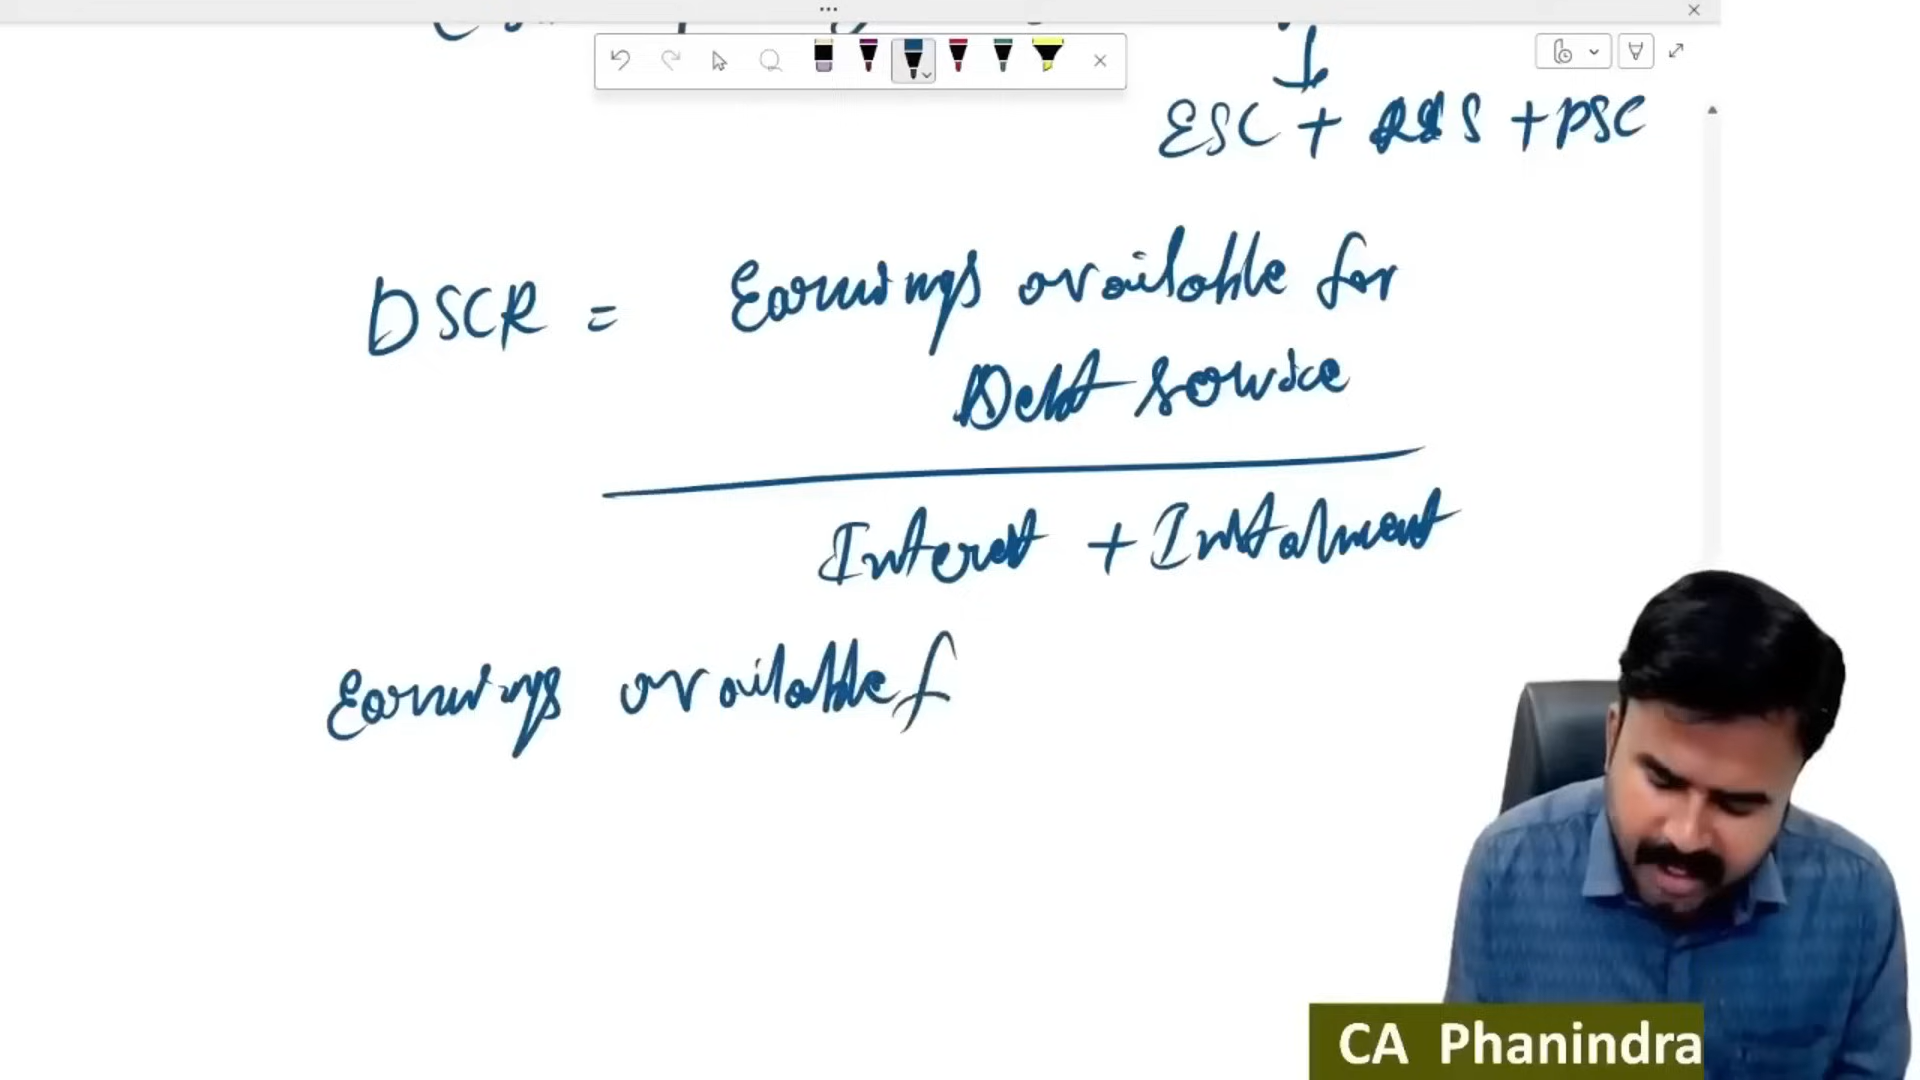 ESC + R&S + PSC
DSCR = Earnings available for
Debt service
Interest + Instalment
Earnings available f
CA Phanindra